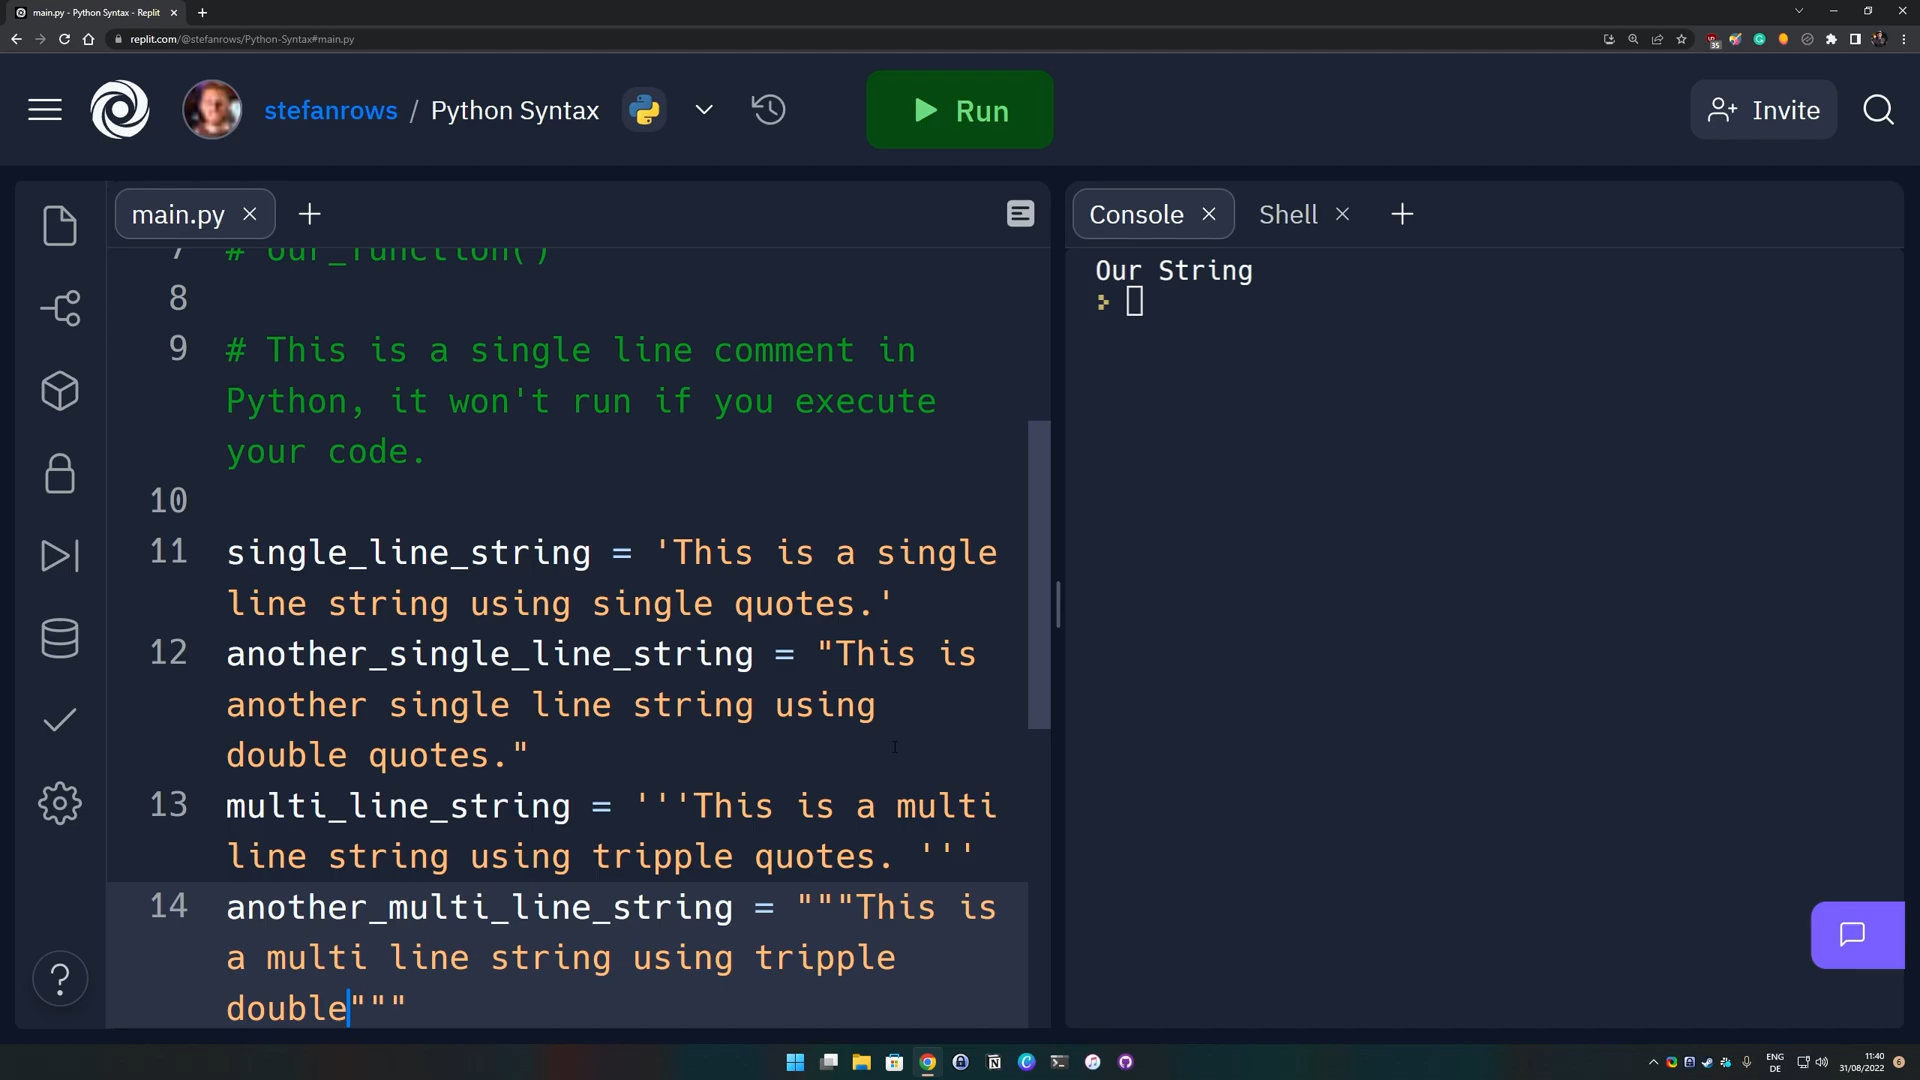 main.py - Python Syntax - Replit
replit.com/@stefanrows/Python-Syntax#main.py
35
stefanrows / Python Syntax
Run
Invite
main.py
Console
Shell
7 # our_function()
8
9 # This is a single line comment in
Python, it won't run if you execute
your code.
10
11 single_line_string = 'This is a single
line string using single quotes.'
12 another_single_line_string = "This is
another single line string using
double quotes."
13 multi_line_string = '''This is a multi
line string using tripple quotes. '''
14 another_multi_line_string = """This is
a multi line string using tripple
double"""
Our String
ENG
DE
11:40
31/08/2022
6